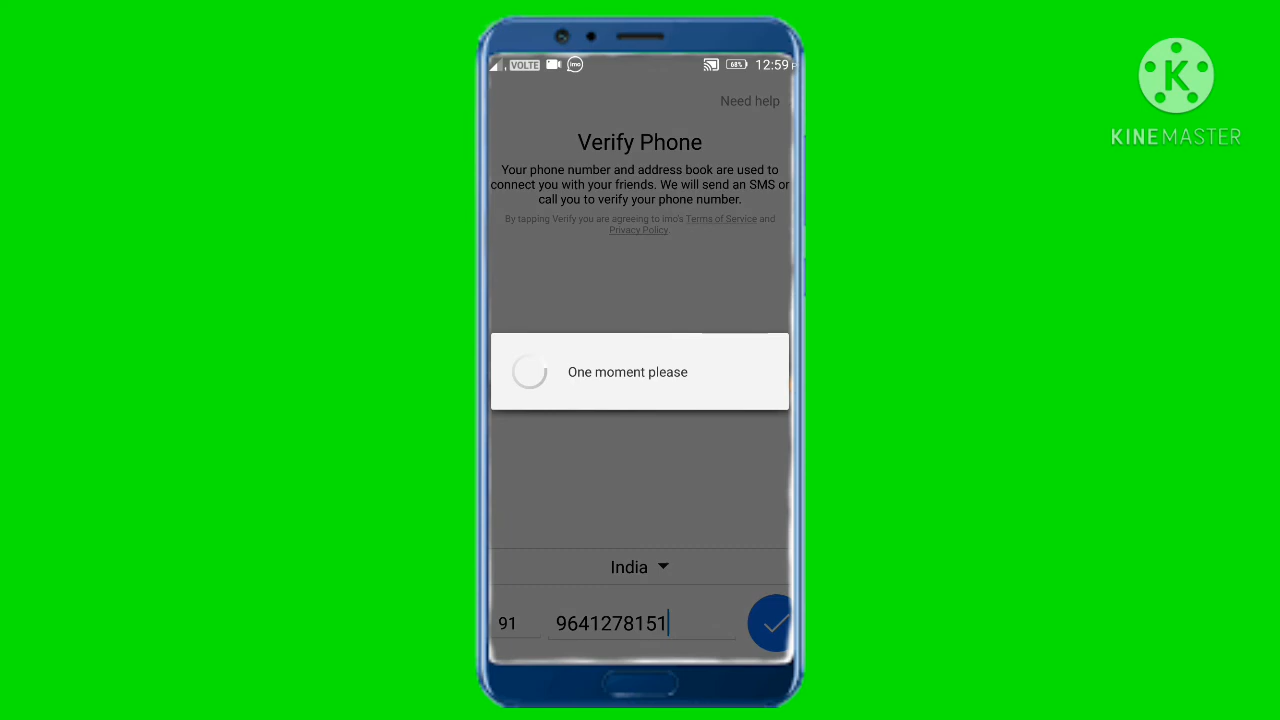 VOLTE imo 68% 12:59
KINEMASTER
Need help
Verify Phone
Your phone number and address book are used to
connect you with your friends. We will send an SMS or
call you to verify your phone number.
By tapping Verify you are agreeing to imo's Terms of Service and
Privacy Policy.
One moment please
India
91 9641278151